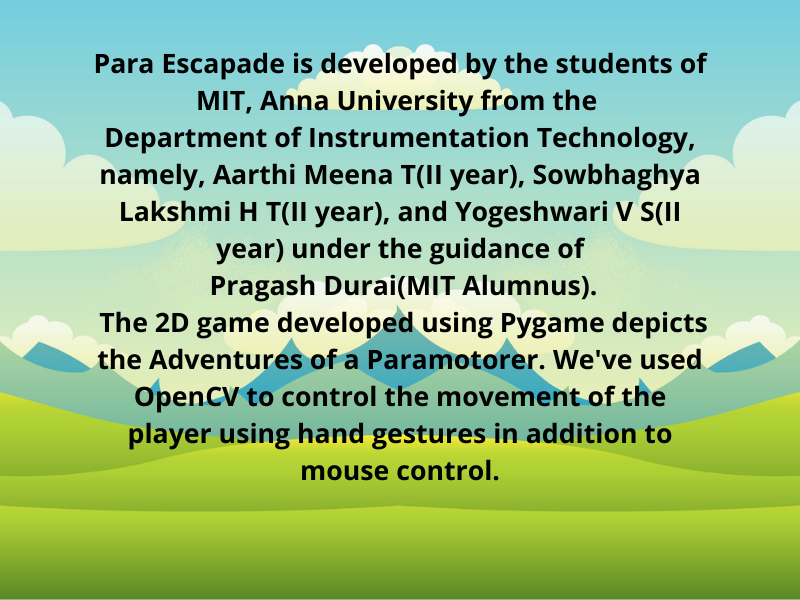 Para Escapade is developed by the students of
MIT, Anna University from the
Department of Instrumentation Technology,
namely, Aarthi Meena T(II year), Sowbhaghya
Lakshmi H T(II year), and Yogeshwari V S(II
year) under the guidance of
Pragash Durai(MIT Alumnus).
The 2D game developed using Pygame depicts
the Adventures of a Paramotorer. We've used
OpenCV to control the movement of the
player using hand gestures in addition to
mouse control.